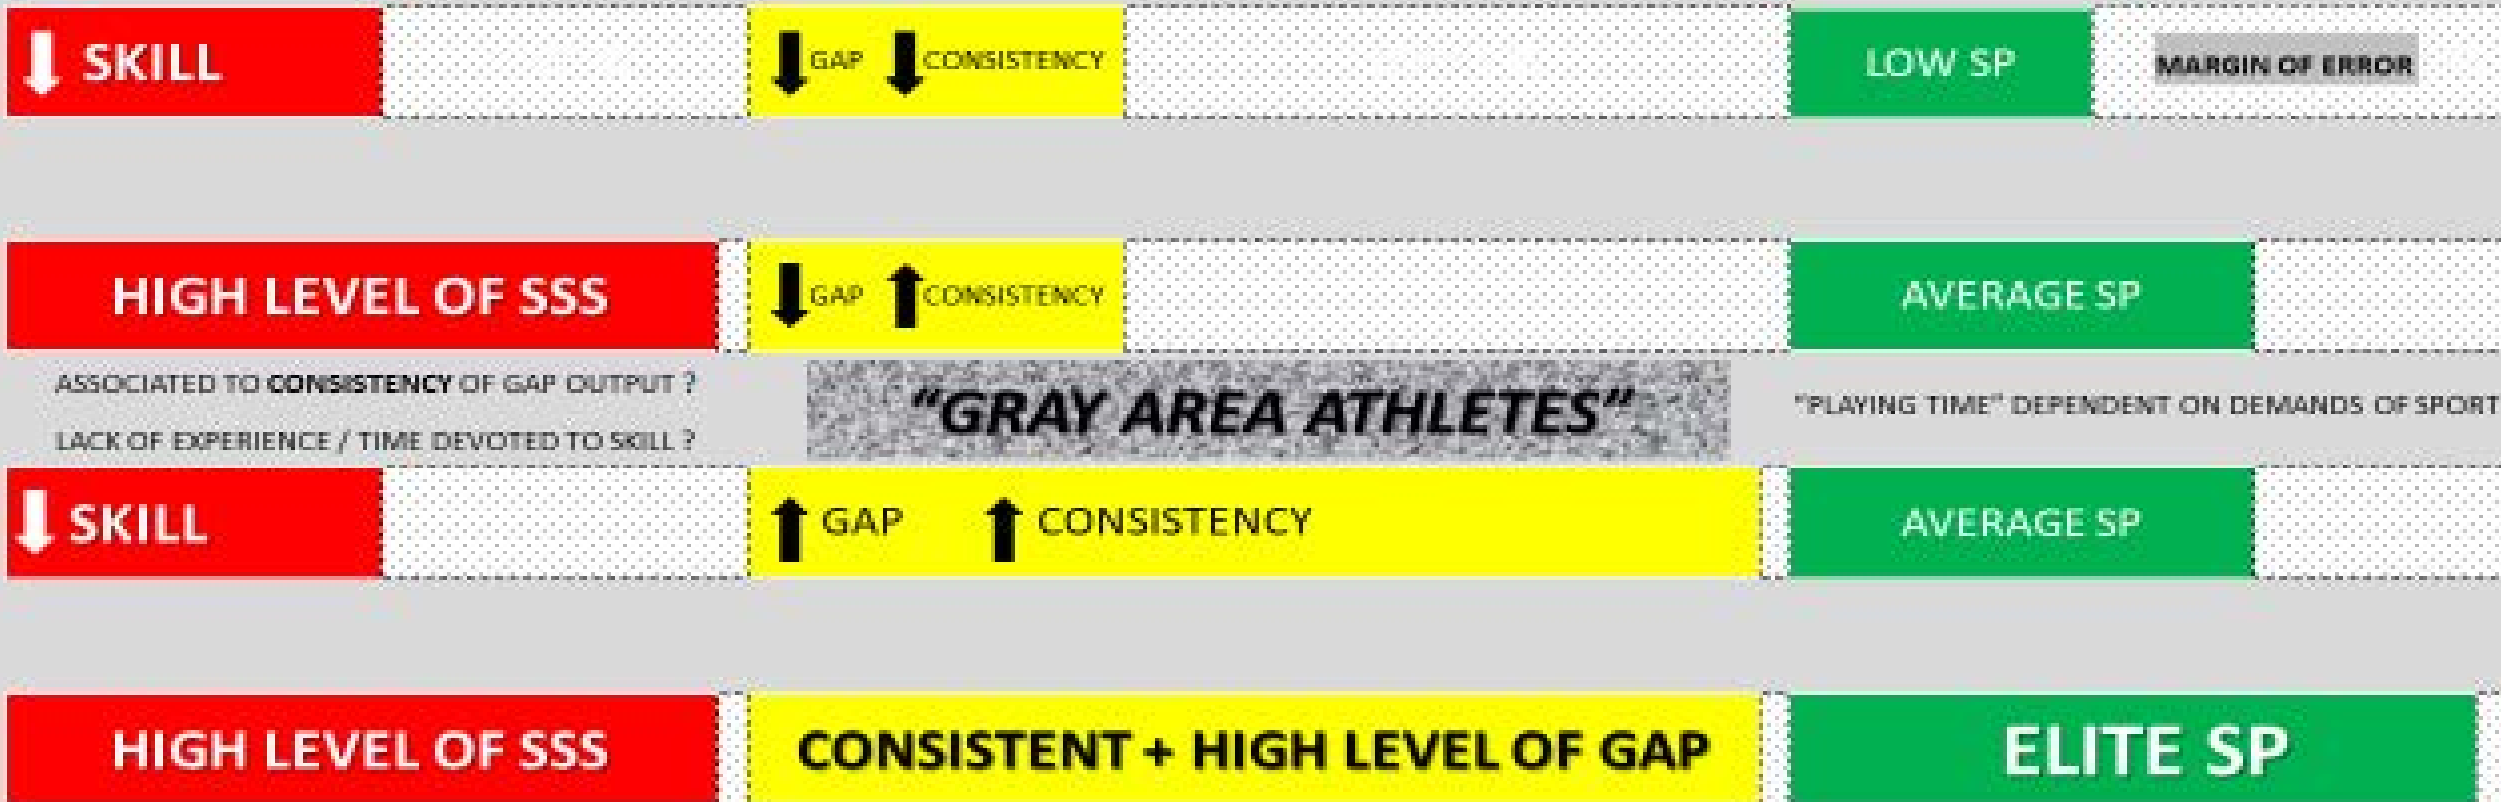 SKILL
GAP CONSISTENCY
LOW SP
MARGIN OF ERROR
HIGH LEVEL OF SSS
GAP CONSISTENCY
AVERAGE SP
ASSOCIATED TO CONSISTENCY OF GAP OUTPUT ?
LACK OF EXPERIENCE / TIME DEVOTED TO SKILL ?
"GRAY AREA ATHLETES"
"PLAYING TIME" DEPENDENT ON DEMANDS OF SPORT
SKILL
GAP CONSISTENCY
AVERAGE SP
HIGH LEVEL OF SSS
CONSISTENT + HIGH LEVEL OF GAP
ELITE SP